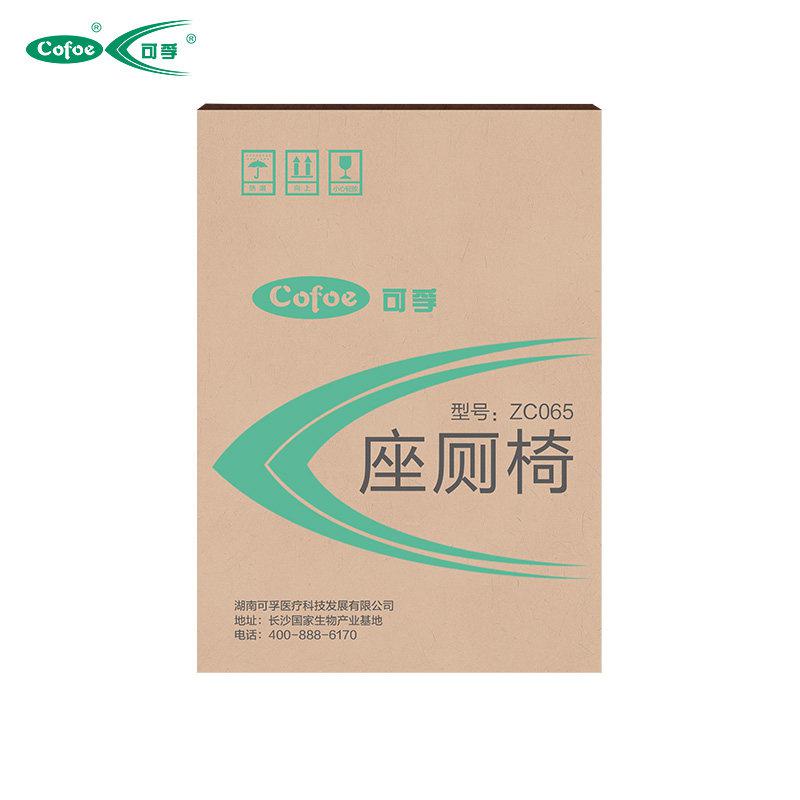 Cofoe® 可孚®
防潮 向上 小心轻放
Cofoe 可孚
型号：ZC065
座厕椅
湖南可孚医疗科技发展有限公司
地址：长沙国家生物产业基地
电话：400-888-6170